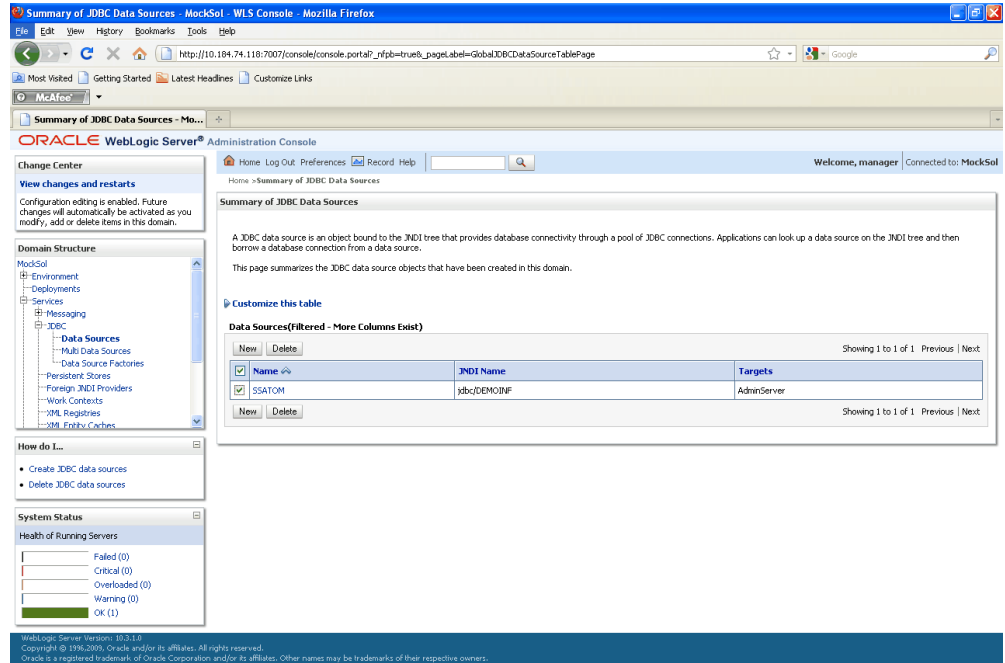 Summary of JDBC Data Sources - MockSol - WLS Console - Mozilla Firefox
File Edit View History Bookmarks Tools Help
http://10.184.74.118:7007/console/console.portal?_nfpb=true&_pageLabel=GlobalJDBCDataSourceTablePage
Google
Most Visited Getting Started Latest Headlines Customize Links
McAfee
Summary of JDBC Data Sources - Mo...
ORACLE WebLogic Server® Administration Console
Change Center
View changes and restarts
Configuration editing is enabled. Future
changes will automatically be activated as you
modify, add or delete items in this domain.
Domain Structure
MockSol
Environment
Deployments
Services
Messaging
JDBC
Data Sources
Multi Data Sources
Data Source Factories
Persistent Stores
Foreign JNDI Providers
Work Contexts
XML Registries
XML Entity Caches
How do I...
Create JDBC data sources
Delete JDBC data sources
System Status
Health of Running Servers
Failed (0)
Critical (0)
Overloaded (0)
Warning (0)
OK (1)
Home Log Out Preferences Record Help
Welcome, manager Connected to: MockSol
Home >Summary of JDBC Data Sources
Summary of JDBC Data Sources
A JDBC data source is an object bound to the JNDI tree that provides database connectivity through a pool of JDBC connections. Applications can look up a data source on the JNDI tree and then
borrow a database connection from a data source.
This page summarizes the JDBC data source objects that have been created in this domain.
Customize this table
Data Sources(Filtered - More Columns Exist)
New Delete Showing 1 to 1 of 1 Previous | Next
Name JNDI Name Targets
SSATOM jdbc/DEMOINF AdminServer
New Delete Showing 1 to 1 of 1 Previous | Next
WebLogic Server Version: 10.3.1.0
Copyright © 1996,2009, Oracle and/or its affiliates. All rights reserved.
Oracle is a registered trademark of Oracle Corporation and/or its affiliates. Other names may be trademarks of their respective owners.